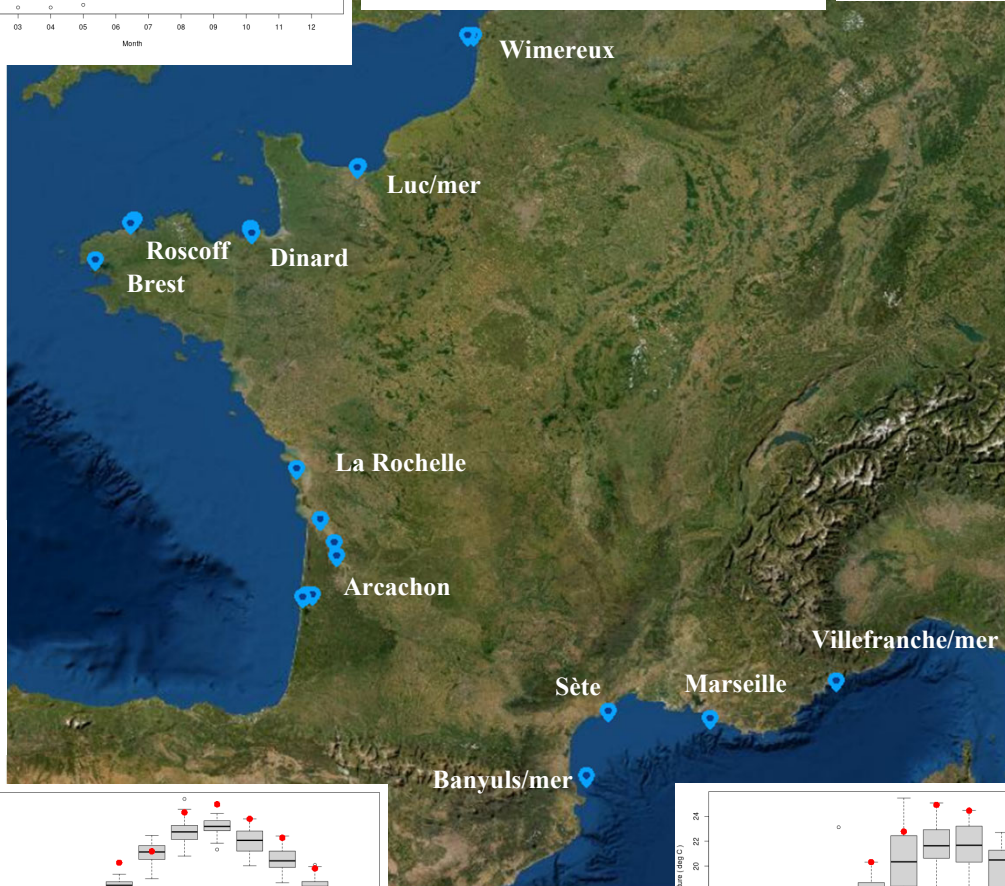 03 04 05 06 07 08 09 10 11 12
Month
Wimereux
Luc/mer
Roscoff
Dinard
Brest
La Rochelle
Arcachon
Villefranche/mer
Sète
Marseille
Banyuls/mer
24
22
20
( deg C )